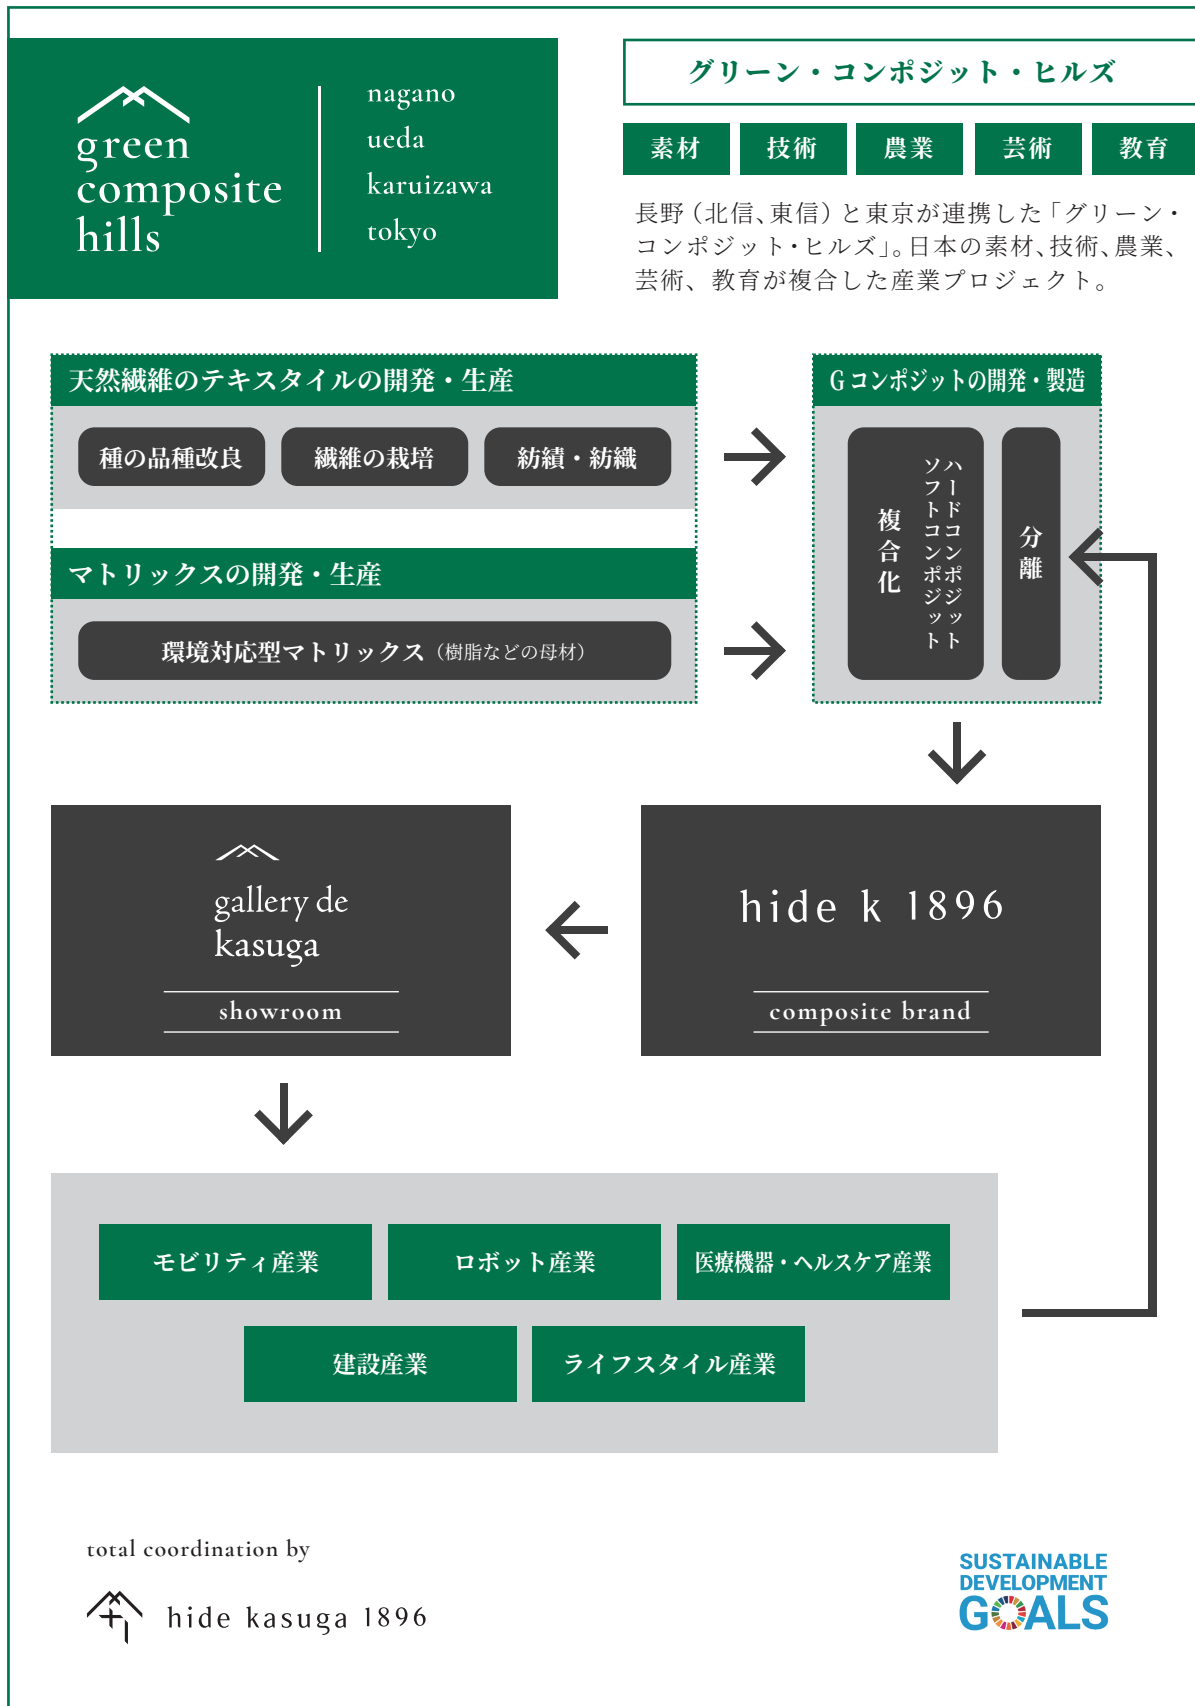 green
composite
hills
nagano
ueda
karuizawa
tokyo
グリーン・コンポジット・ヒルズ
素材
技術
農業
芸術
教育
長野（北信、東信）と東京が連携した「グリーン・
コンポジット・ヒルズ」。日本の素材、技術、農業、
芸術、教育が複合した産業プロジェクト。
天然繊維のテキスタイルの開発・生産
種の品種改良
繊維の栽培
紡績・紡織
マトリックスの開発・生産
環境対応型マトリックス（樹脂などの母材）
G コンポジットの開発・製造
ハードコンポジット
ソフトコンポジット
複合化
分離
gallery de
kasuga
showroom
hide k 1896
composite brand
モビリティ産業
ロボット産業
医療機器・ヘルスケア産業
建設産業
ライフスタイル産業
total coordination by
hide kasuga 1896
SUSTAINABLE
DEVELOPMENT
GOALS